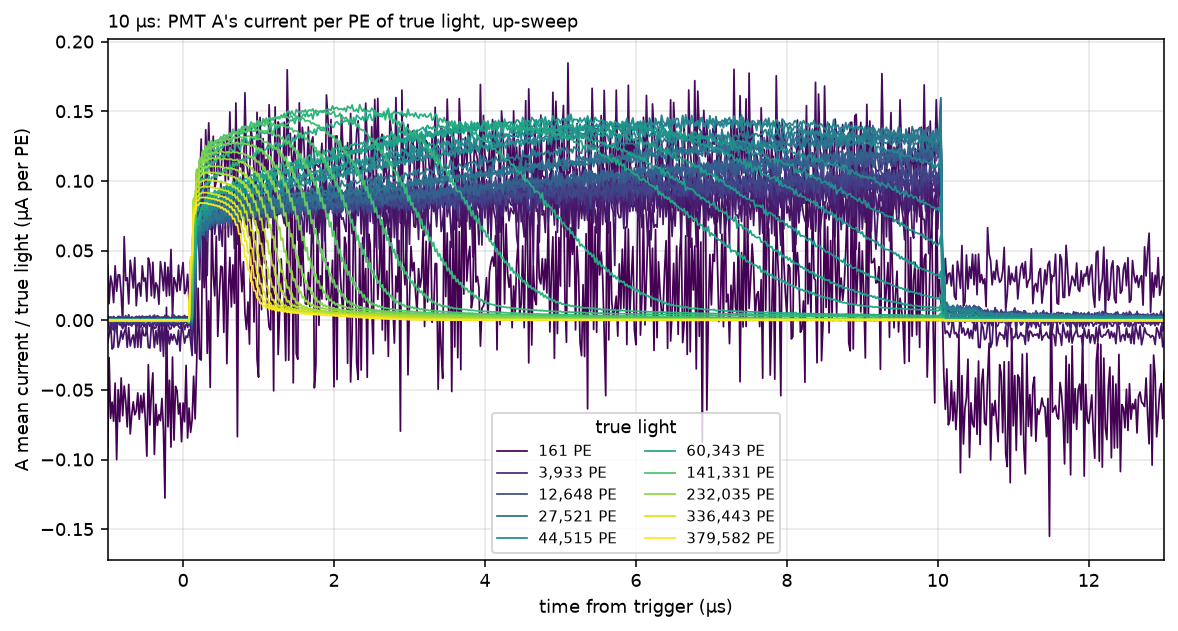 10 µs: PMT A's current per PE of true light, up-sweep
A mean current / true light (µA per PE)
0.20
0.15
0.10
0.05
0.00
−0.05
−0.10
−0.15
0
2
4
6
8
10
12
time from trigger (µs)
true light
161 PE
3,933 PE
12,648 PE
27,521 PE
44,515 PE
60,343 PE
141,331 PE
232,035 PE
336,443 PE
379,582 PE